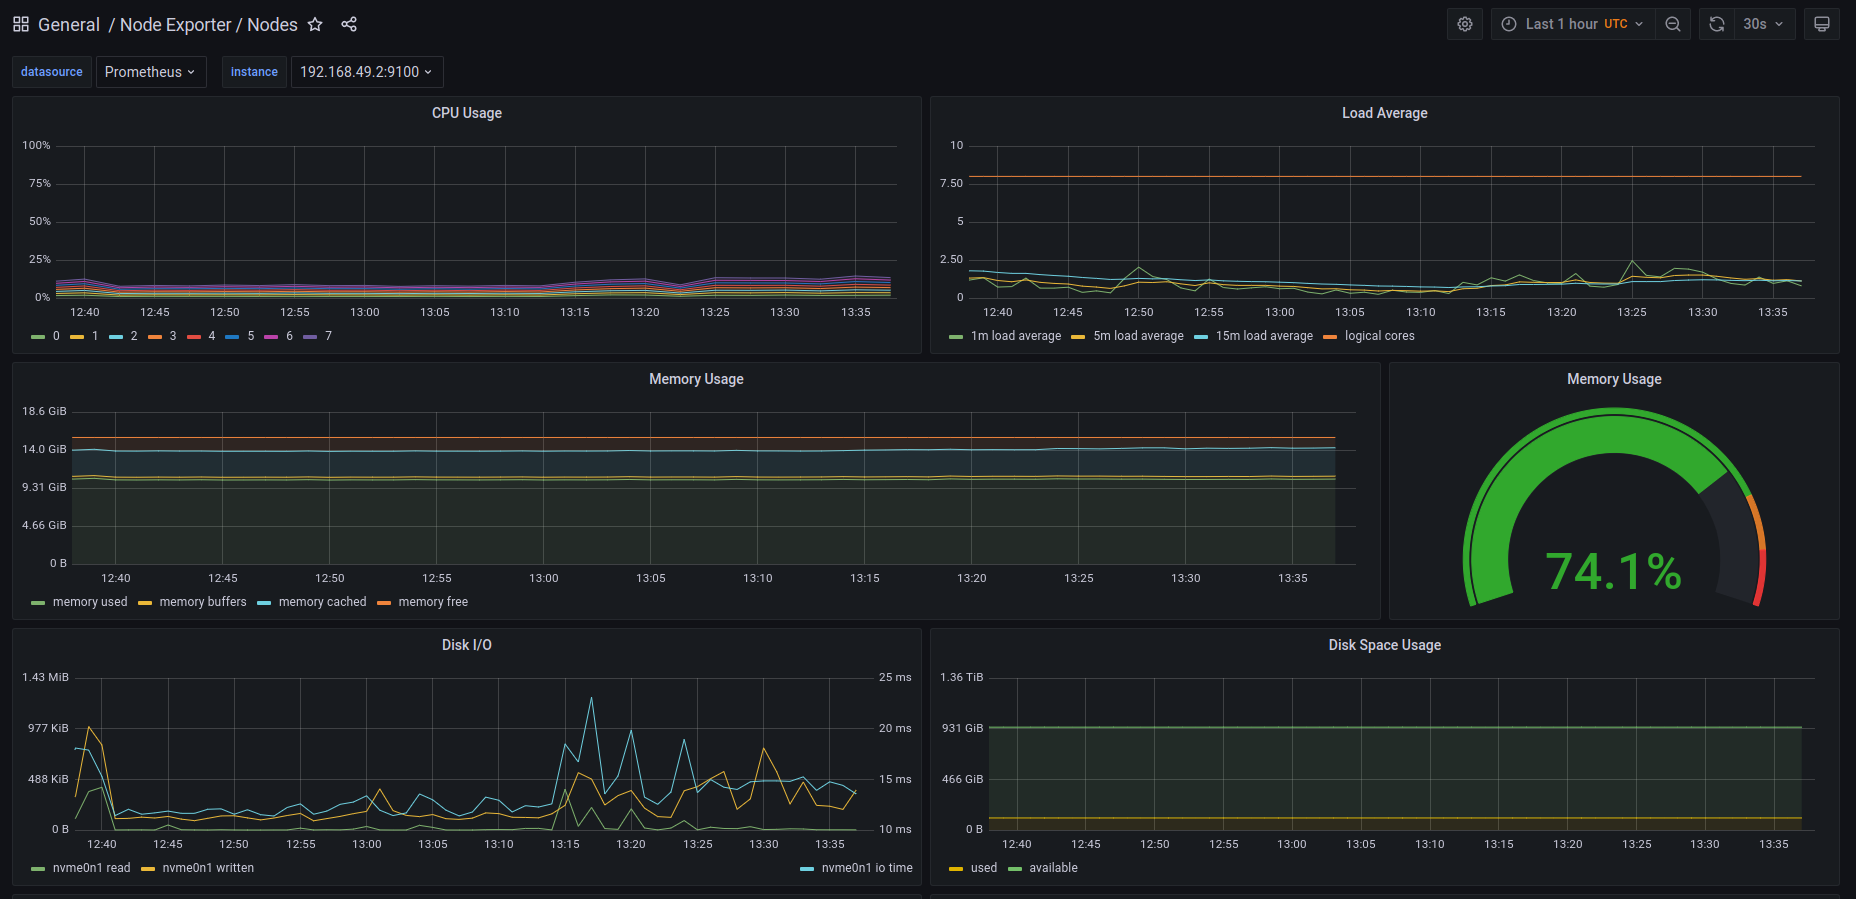 General / Node Exporter / Nodes
Last 1 hour UTC
30s
datasource Prometheus instance 192.168.49.2:9100
CPU Usage
100%
75%
50%
25%
0%
12:40 12:45 12:50 12:55 13:00 13:05 13:10 13:15 13:20 13:25 13:30 13:35
0 1 2 3 4 5 6 7
Load Average
10
7.50
5
2.50
0
12:40 12:45 12:50 12:55 13:00 13:05 13:10 13:15 13:20 13:25 13:30 13:35
1m load average 5m load average 15m load average logical cores
Memory Usage
18.6 GiB
14.0 GiB
9.31 GiB
4.66 GiB
0 B
12:40 12:45 12:50 12:55 13:00 13:05 13:10 13:15 13:20 13:25 13:30 13:35
memory used memory buffers memory cached memory free
Memory Usage
74.1%
Disk I/O
1.43 MiB 25 ms
977 KiB 20 ms
488 KiB 15 ms
0 B 10 ms
12:40 12:45 12:50 12:55 13:00 13:05 13:10 13:15 13:20 13:25 13:30 13:35
nvme0n1 read nvme0n1 written nvme0n1 io time
Disk Space Usage
1.36 TiB
931 GiB
466 GiB
0 B
12:40 12:45 12:50 12:55 13:00 13:05 13:10 13:15 13:20 13:25 13:30 13:35
used available